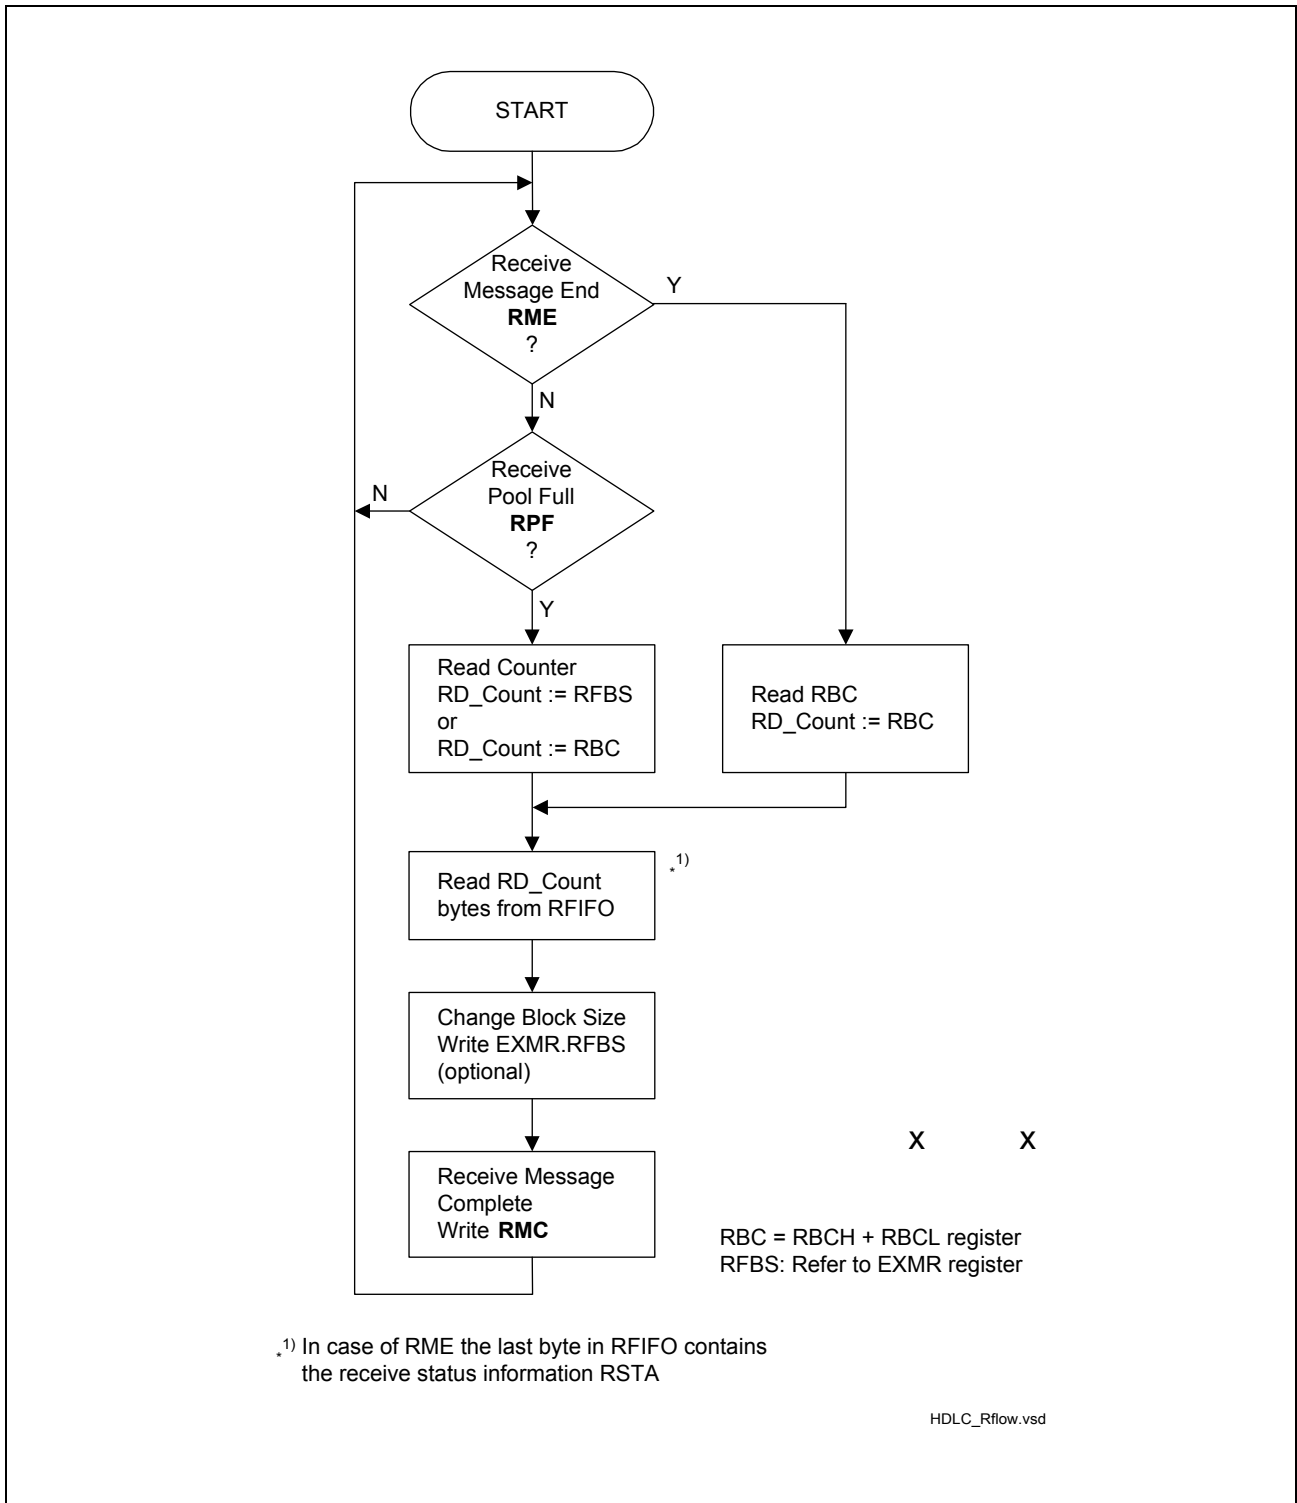 START
Receive
Message End
RME
?
Y
N
Receive
Pool Full
RPF
?
N
Y
Read Counter
RD_Count := RFBS
or
RD_Count := RBC
Read RBC
RD_Count := RBC
Read RD_Count
bytes from RFIFO
*1)
Change Block Size
Write EXMR.RFBS
(optional)
Receive Message
Complete
Write RMC
X X
RBC = RBCH + RBCL register
RFBS: Refer to EXMR register
*1) In case of RME the last byte in RFIFO contains
the receive status information RSTA
HDLC_Rflow.vsd